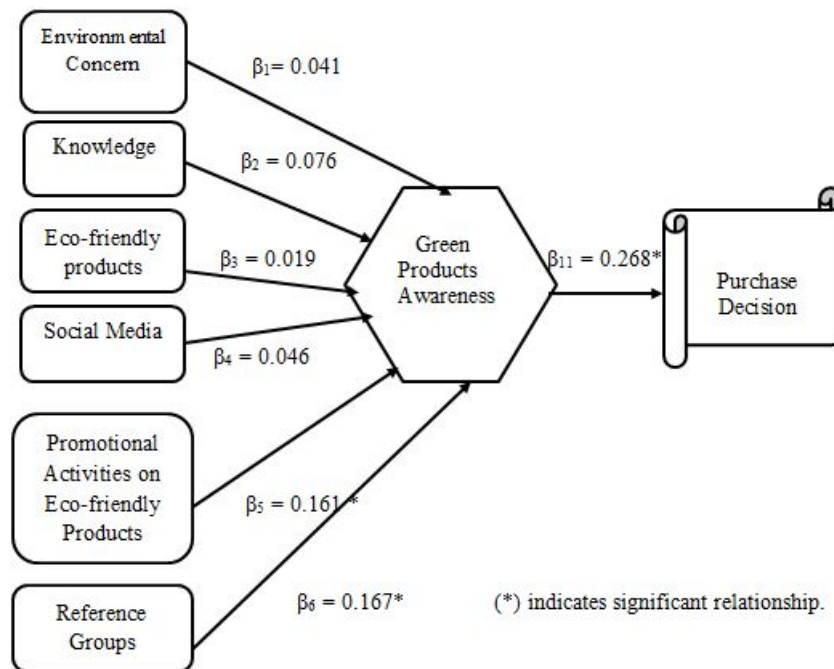 Environmental
Concern
β1= 0.041
Knowledge
β2 = 0.076
Eco-friendly
products
β3 = 0.019
Social Media
β4 = 0.046
Green
Products
Awareness
β11 = 0.268*
Purchase
Decision
Promotional
Activities on
Eco-friendly
Products
β5 = 0.161 *
Reference
Groups
β6 = 0.167*
(*) indicates significant relationship.